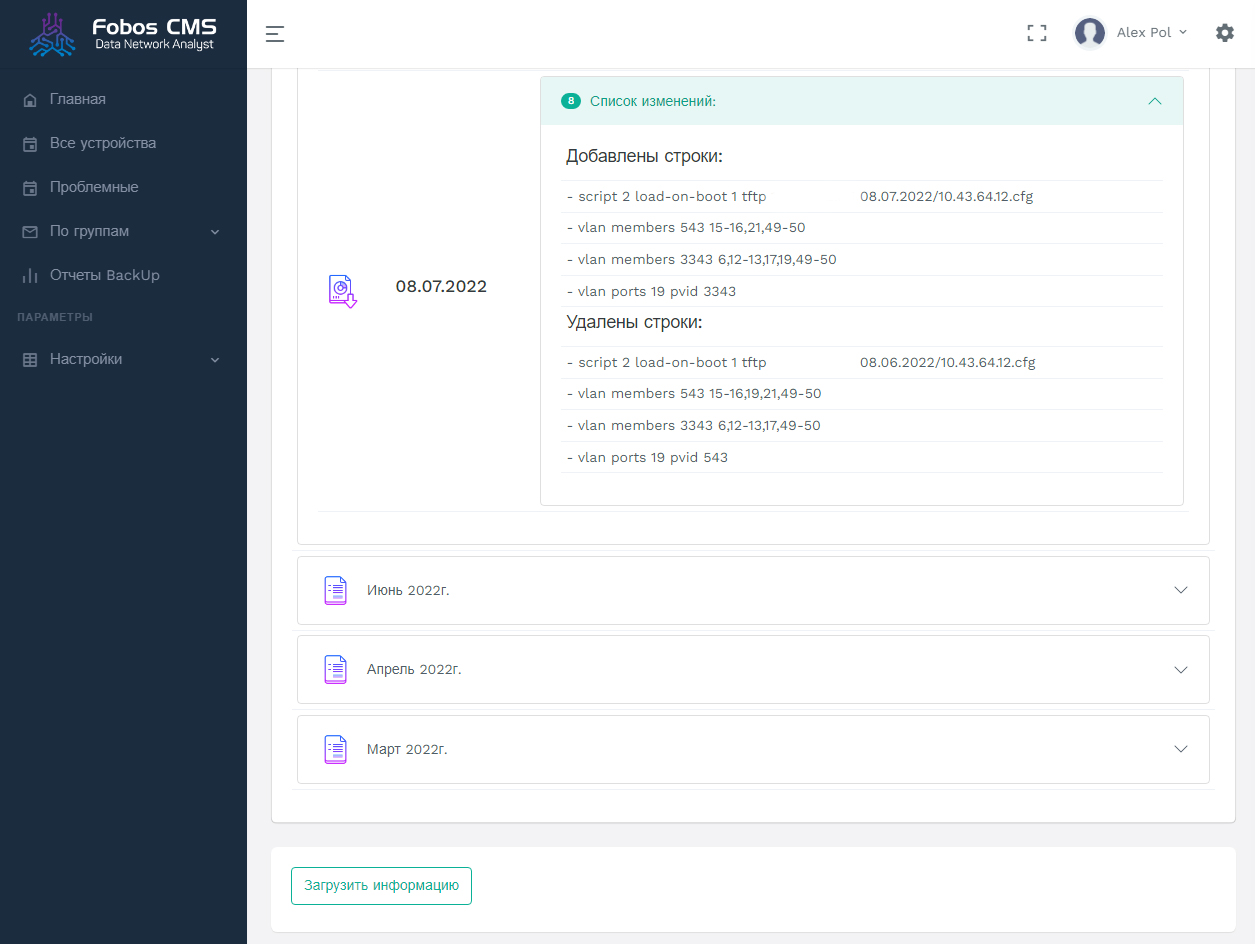 Fobos CMS
Data Network Analyst
Alex Pol
Главная
Все устройства
Проблемные
По группам
Отчеты BackUp
ПАРАМЕТРЫ
Настройки
8 Список изменений:
08.07.2022
Добавлены строки:
- script 2 load-on-boot 1 tftp 08.07.2022/10.43.64.12.cfg
- vlan members 543 15-16,21,49-50
- vlan members 3343 6,12-13,17,19,49-50
- vlan ports 19 pvid 3343
Удалены строки:
- script 2 load-on-boot 1 tftp 08.06.2022/10.43.64.12.cfg
- vlan members 543 15-16,19,21,49-50
- vlan members 3343 6,12-13,17,49-50
- vlan ports 19 pvid 543
Июнь 2022г.
Апрель 2022г.
Март 2022г.
Загрузить информацию